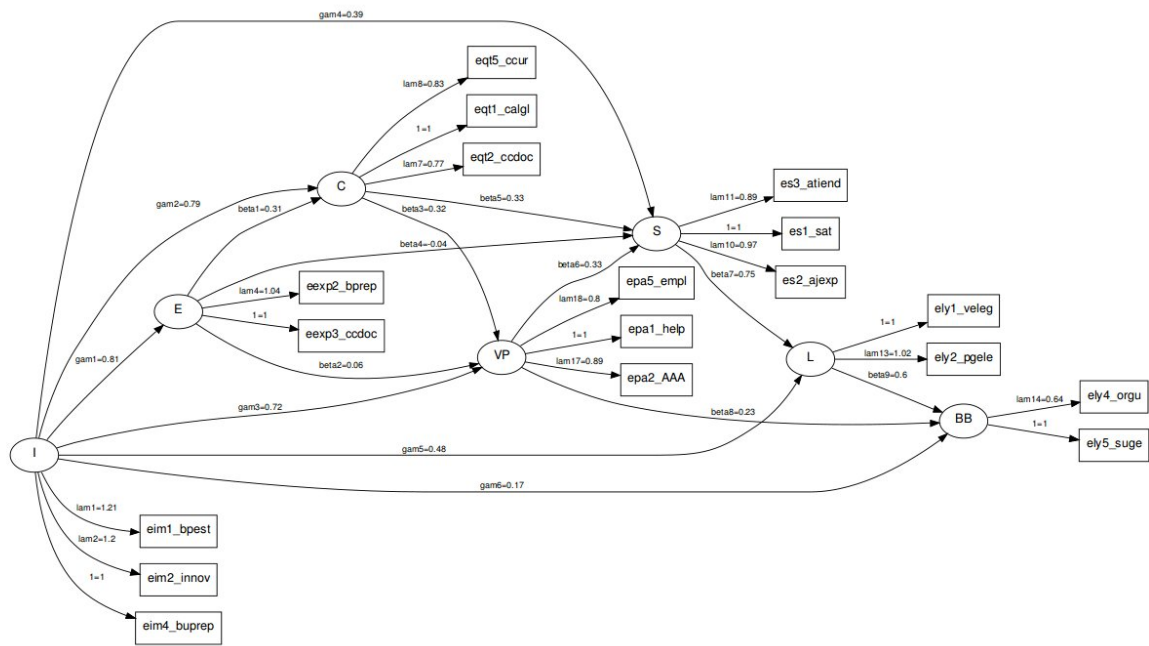 gam4=0.39
eqt5_ccur
lam8=0.83
eqt1_calgl
1=1
eqt2_ccdoc
lam7=0.77
es3_atiend
C
lam11=0.89
beta5=0.33
gam2=0.79
beta1=0.31
beta3=0.32
S
1=1
es1_sat
beta4=-0.04
lam10=0.97
beta6=0.33
beta7=0.75
es2_ajexp
epa5_empl
eexp2_bprep
lam4=1.04
lam18=0.8
E
1=1
ely1_veleg
1=1
eexp3_ccdoc
epa1_help
1=1
VP
L
lam13=1.02
ely2_pgele
gam1=0.81
beta2=0.06
lam17=0.89
epa2_AAA
beta9=0.6
ely4_orgu
lam14=0.64
gam3=0.72
beta8=0.23
BB
1=1
ely5_suge
gam5=0.48
I
gam6=0.17
lam1=1.21
eim1_bpest
lam2=1.2
1=1
eim2_innov
eim4_buprep